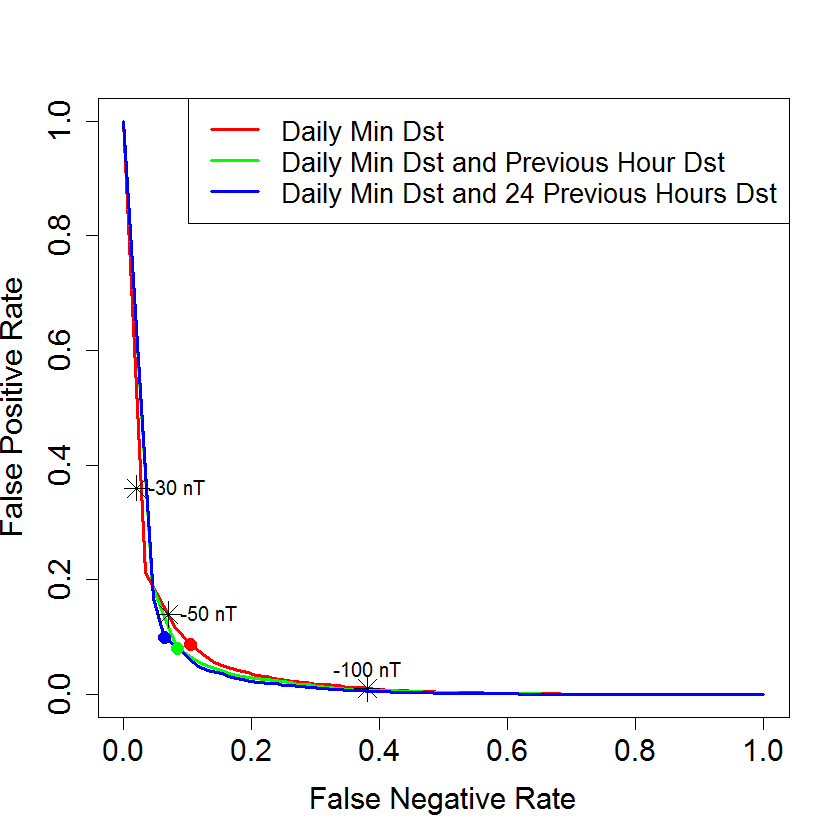 Daily Min Dst
Daily Min Dst and Previous Hour Dst
Daily Min Dst and 24 Previous Hours Dst
1.0
0.8
0.6
0.4
0.2
0.0
False Positive Rate
-30 nT
-50 nT
-100 nT
0.0 0.2 0.4 0.6 0.8 1.0
False Negative Rate